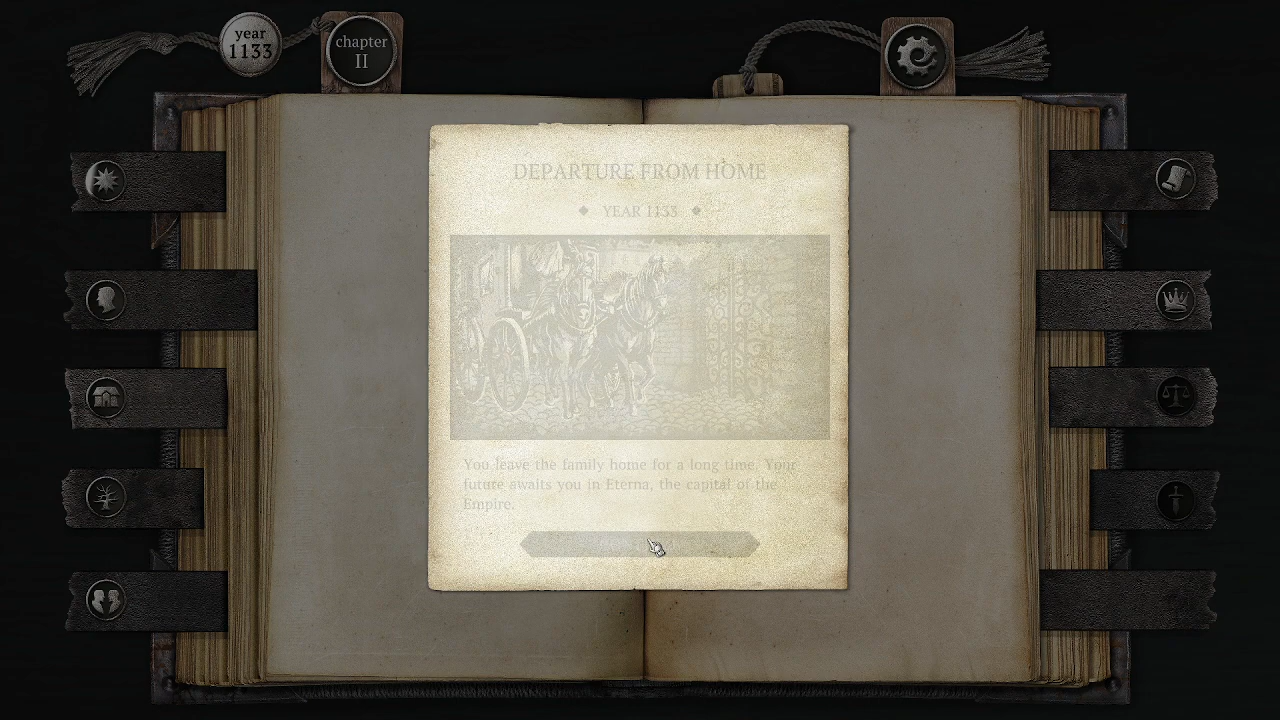 year
1133
chapter
II
DEPARTURE FROM HOME
YEAR 1133
You leave the family home for a long time. Your
future awaits you in Eterna, the capital of the
Empire.